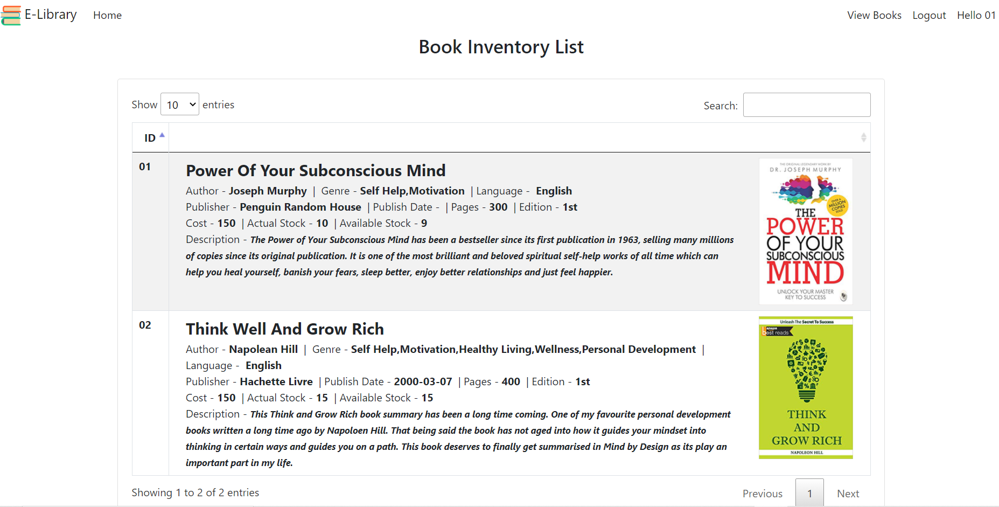 E-Library Home View Books Logout Hello 01
Book Inventory List
Show 10 entries Search:
ID
01
Power Of Your Subconscious Mind
Author - Joseph Murphy | Genre - Self Help,Motivation | Language - English
Publisher - Penguin Random House | Publish Date - | Pages - 300 | Edition - 1st
Cost - 150 | Actual Stock - 10 | Available Stock - 9
Description - The Power of Your Subconscious Mind has been a bestseller since its first publication in 1963, selling many millions
of copies since its original publication. It is one of the most brilliant and beloved spiritual self-help works of all time which can
help you heal yourself, banish your fears, sleep better, enjoy better relationships and just feel happier.
THE ORIGINAL LEGENDARY WORK BY
DR. JOSEPH MURPHY
OVER A
MILLION
COPIES
SOLD
THE
POWER
OF YOUR
SUBCONSCIOUS
MIND
UNLOCK YOUR MASTER
KEY TO SUCCESS
02
Think Well And Grow Rich
Author - Napolean Hill | Genre - Self Help,Motivation,Healthy Living,Wellness,Personal Development |
Language - English
Publisher - Hachette Livre | Publish Date - 2000-03-07 | Pages - 400 | Edition - 1st
Cost - 150 | Actual Stock - 15 | Available Stock - 15
Description - This Think and Grow Rich book summary has been a long time coming. One of my favourite personal development
books written a long time ago by Napoloen Hill. That being said the book has not aged into how it guides your mindset into
thinking in certain ways and guides you on a path. This book deserves to finally get summarised in Mind by Design as its play an
important part in my life.
Unleash The Secret To Success
amazon
best reads
THINK
AND
GROW RICH
NAPOLEON HILL
Showing 1 to 2 of 2 entries Previous 1 Next